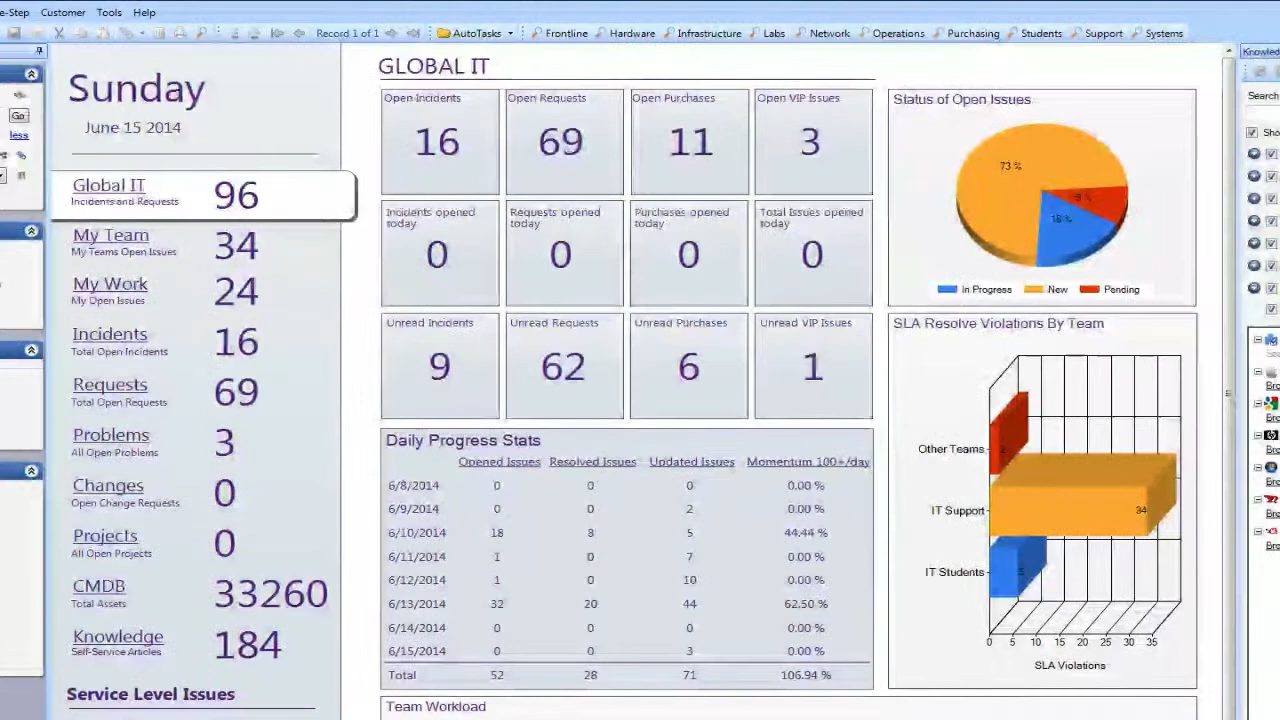 e-Step Customer Tools Help
Record 1 of 1 AutoTasks Frontline Hardware Infrastructure Labs Network Operations Purchasing Students Support Systems
Go
less
Sunday
June 15 2014
Global IT 96
Incidents and Requests
My Team 34
My Teams Open Issues
My Work 24
My Open Issues
Incidents 16
Total Open Incidents
Requests 69
Total Open Requests
Problems 3
All Open Problems
Changes 0
Open Change Requests
Projects 0
All Open Projects
CMDB 33260
Total Assets
Knowledge 184
Self-Service Articles
Service Level Issues
GLOBAL IT
Open Incidents Open Requests Open Purchases Open VIP Issues
16 69 11 3
Incidents opened today Requests opened today Purchases opened today Total Issues opened today
0 0 0 0
Unread Incidents Unread Requests Unread Purchases Unread VIP Issues
9 62 6 1
Daily Progress Stats
Opened Issues Resolved Issues Updated Issues Momentum 100+/day
6/8/2014 0 0 0 0.00 %
6/9/2014 0 0 2 0.00 %
6/10/2014 18 8 5 44.44 %
6/11/2014 1 0 7 0.00 %
6/12/2014 1 0 10 0.00 %
6/13/2014 32 20 44 62.50 %
6/14/2014 0 0 0 0.00 %
6/15/2014 0 0 3 0.00 %
Total 52 28 71 106.94 %
Team Workload
Status of Open Issues
73 %
18 %
In Progress New Pending
SLA Resolve Violations By Team
Other Teams 2
IT Support 34
IT Students
0 5 10 15 20 25 30 35
SLA Violations
Knowled
Search
Sho
Bro
Bro
Bro
Bro
Bro
Bro